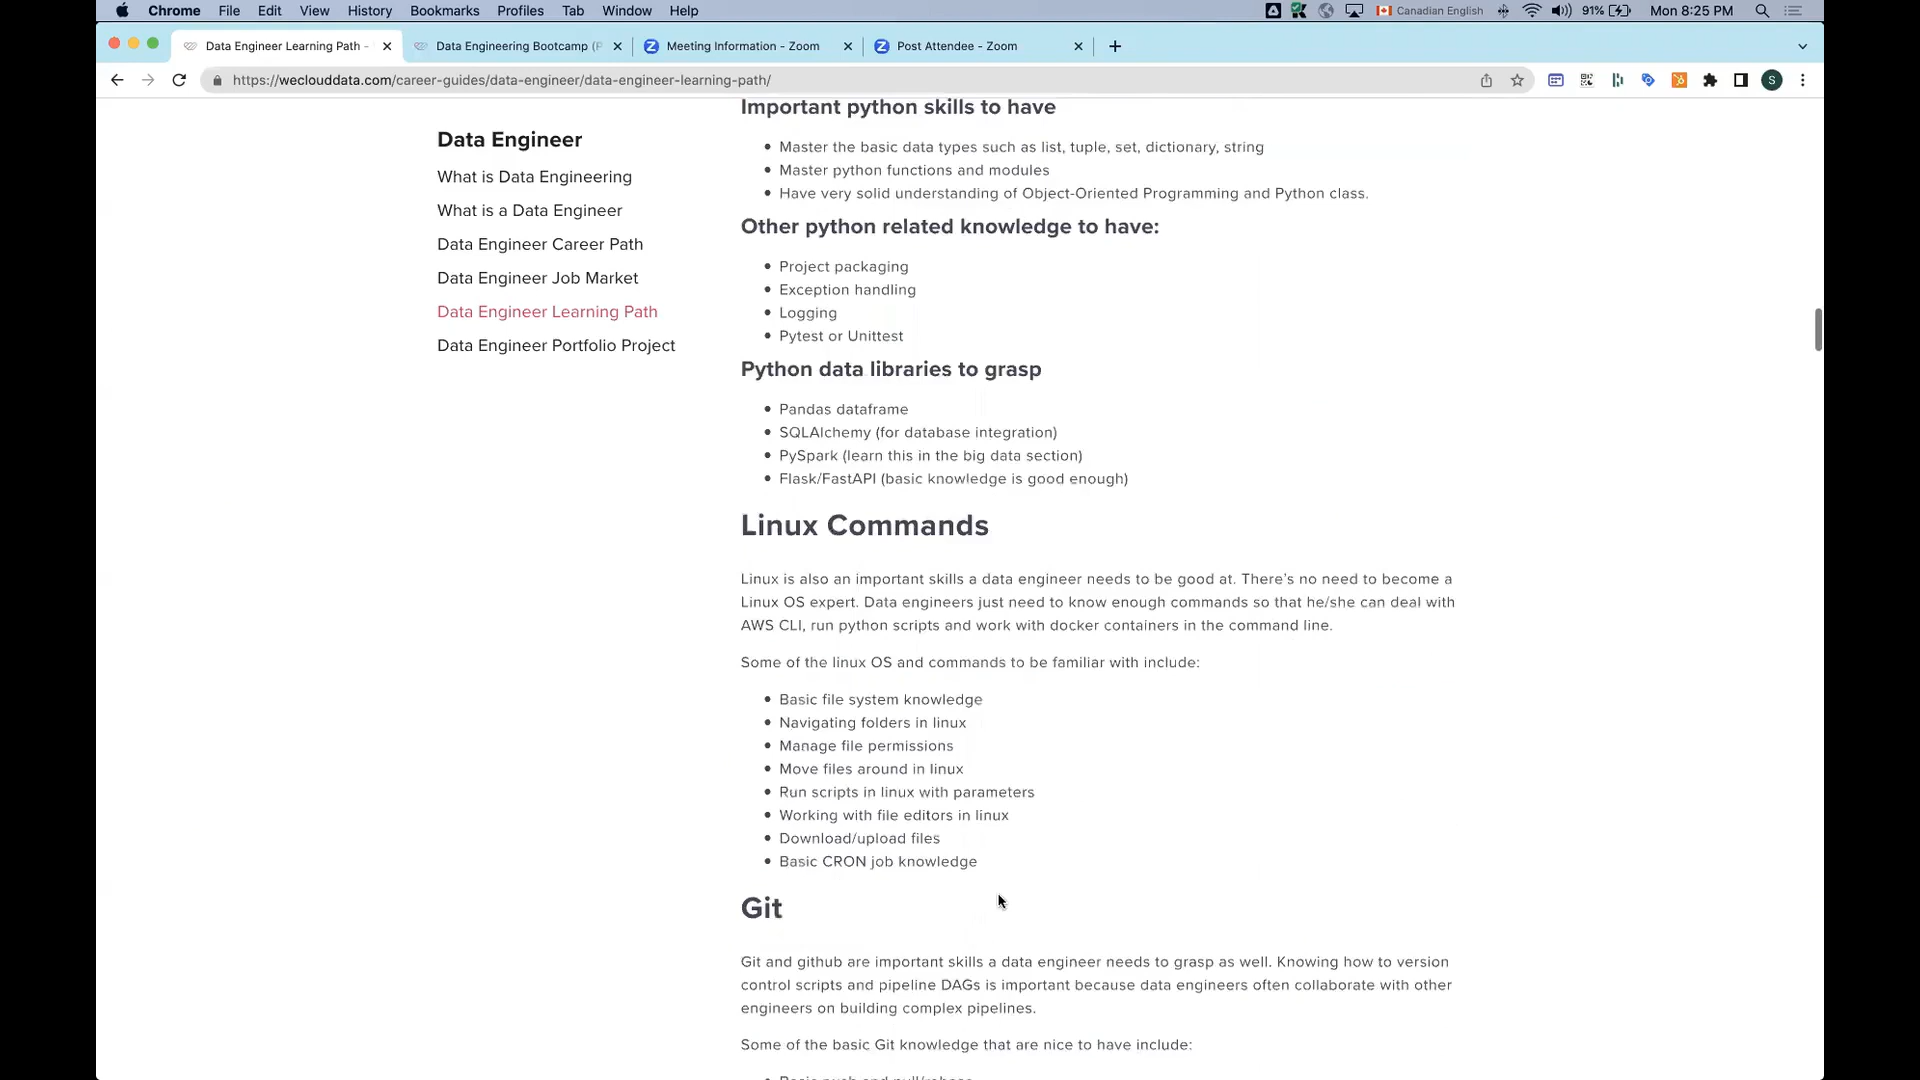 Chrome File Edit View History Bookmarks Profiles Tab Window Help Canadian English 91% Mon 8:25 PM
Data Engineer Learning Path - Data Engineering Bootcamp (P Meeting Information - Zoom Post Attendee - Zoom
https://weclouddata.com/career-guides/data-engineer/data-engineer-learning-path/ S
Data Engineer
What is Data Engineering
What is a Data Engineer
Data Engineer Career Path
Data Engineer Job Market
Data Engineer Learning Path
Data Engineer Portfolio Project
Important python skills to have
Master the basic data types such as list, tuple, set, dictionary, string
Master python functions and modules
Have very solid understanding of Object-Oriented Programming and Python class.
Other python related knowledge to have:
Project packaging
Exception handling
Logging
Pytest or Unittest
Python data libraries to grasp
Pandas dataframe
SQLAlchemy (for database integration)
PySpark (learn this in the big data section)
Flask/FastAPI (basic knowledge is good enough)
Linux Commands
Linux is also an important skills a data engineer needs to be good at. There's no need to become a
Linux OS expert. Data engineers just need to know enough commands so that he/she can deal with
AWS CLI, run python scripts and work with docker containers in the command line.
Some of the linux OS and commands to be familiar with include:
Basic file system knowledge
Navigating folders in linux
Manage file permissions
Move files around in linux
Run scripts in linux with parameters
Working with file editors in linux
Download/upload files
Basic CRON job knowledge
Git
Git and github are important skills a data engineer needs to grasp as well. Knowing how to version
control scripts and pipeline DAGs is important because data engineers often collaborate with other
engineers on building complex pipelines.
Some of the basic Git knowledge that are nice to have include: